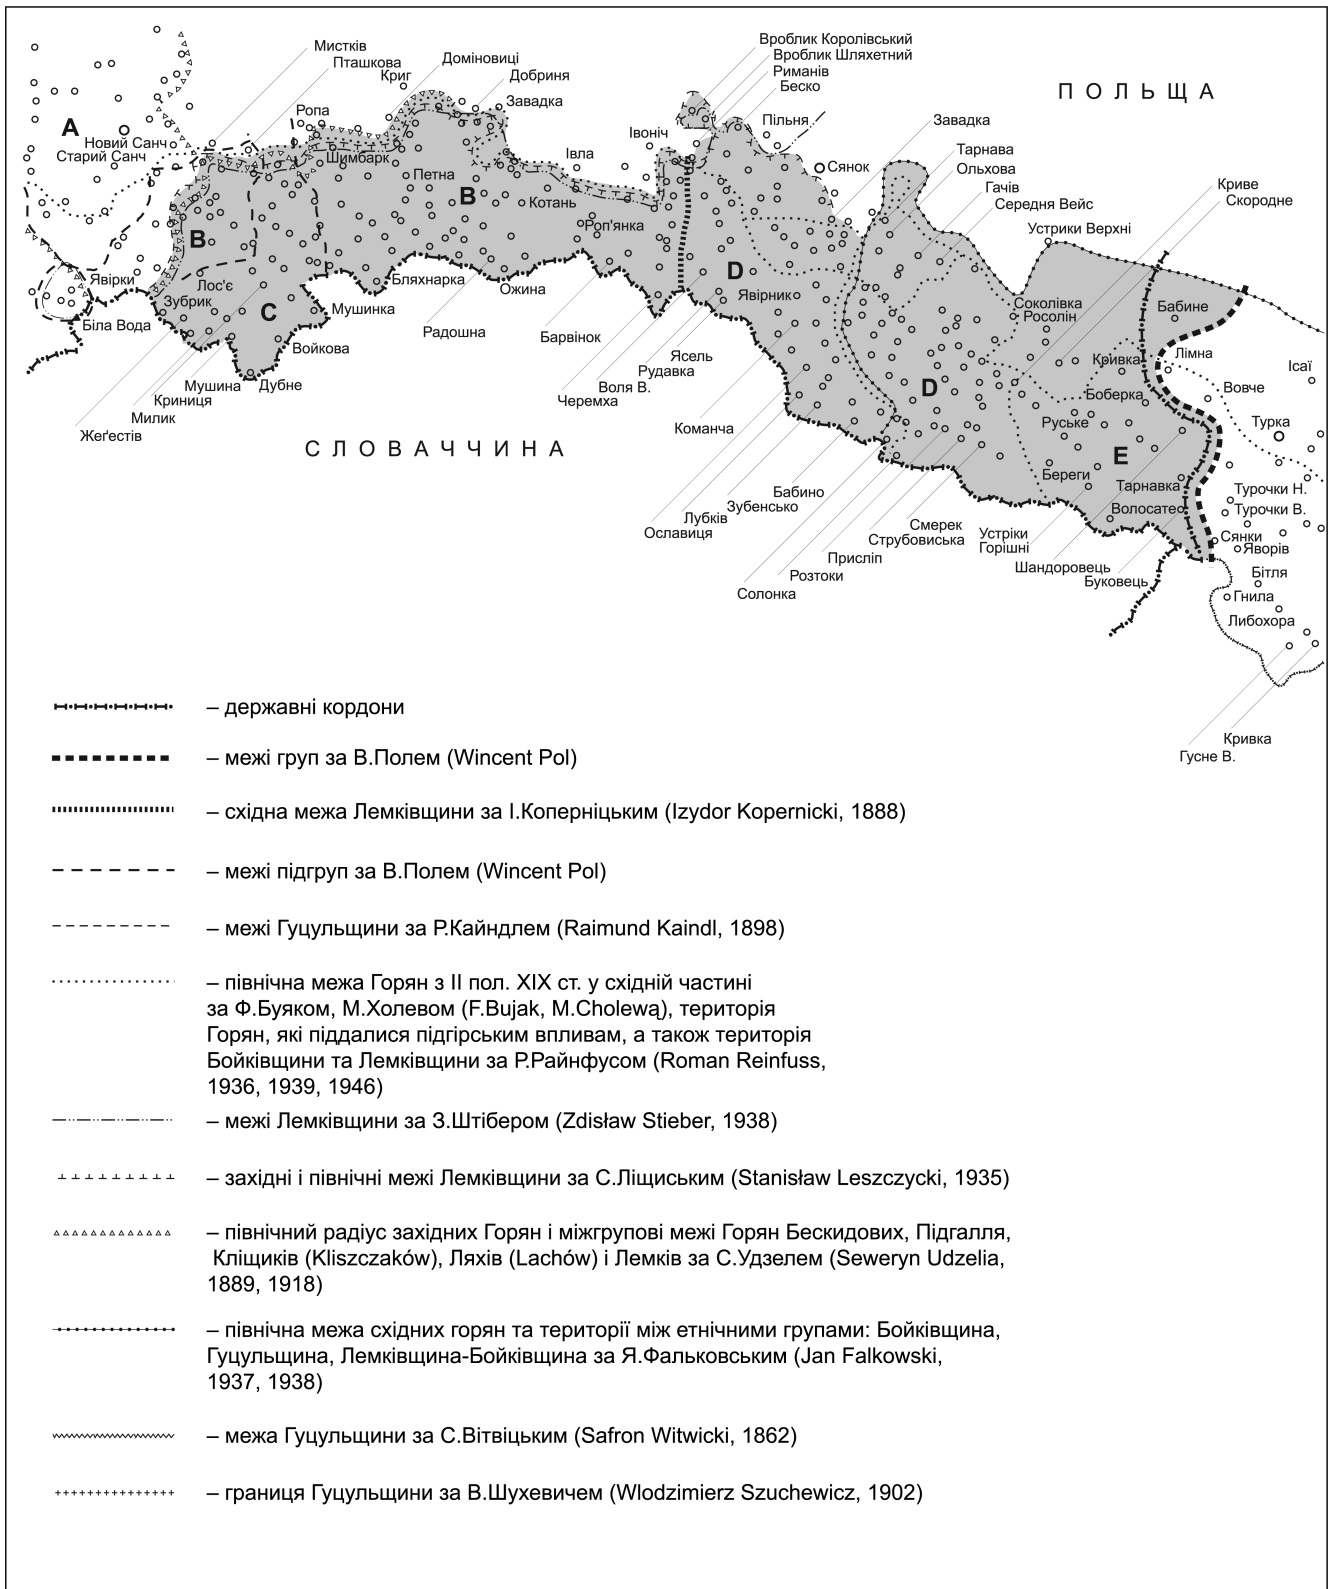 Мистків
Пташкова
Криг
Доміновиці
Добриня
Завадка
Ропа
Вроблик Королівський
Вроблик Шляхетний
Риманів
Беско
ПОЛЬЩА
A
Новий Санч
Старий Санч
Шимбарк
Петна
Івла
Івоніч
Пільня
Сянок
Завадка
Тарнава
Ольхова
Гачів
Середня Вейс
Криве
Скородне
Устрики Верхні
B
B
Котань
Роп'янка
Явірки
Лос'є
Зубрик
Біла Вода
C
Мушинка
Бляхнарка
Ожина
Радошна
Барвінок
D
Явірник
Соколівка
Росолін
Бабине
Кривка
Лімна
Ісаї
Войкова
Мушина
Дубне
Криниця
Милик
Жеґестів
Ясель
Рудавка
Воля В.
Черемха
Команча
D
Боберка
Вовче
Руське
Турка
E
Береги
Тарнавка
Турочки Н.
Волосате
Турочки В.
СЛОВАЧЧИНА
Бабино
Зубенсько
Лубків
Ославиця
Смерек
Струбовиська
Присліп
Розтоки
Солонка
Устріки
Горішні
Шандоровець
Буковець
Сянки
Яворів
Бітля
Гнила
Либохора
Кривка
Гусне В.
– державні кордони
– межі груп за В.Полем (Wincent Pol)
– східна межа Лемківщини за І.Коперніцьким (Izydor Kopernicki, 1888)
– межі підгруп за В.Полем (Wincent Pol)
– межі Гуцульщини за Р.Кайндлем (Raimund Kaindl, 1898)
– північна межа Горян з ІІ пол. ХІХ ст. у східній частині
за Ф.Буяком, М.Холевом (F.Bujak, M.Cholewą), територія
Горян, які піддалися підгірським впливам, а також територія
Бойківщини та Лемківщини за Р.Райнфусом (Roman Reinfuss,
1936, 1939, 1946)
– межі Лемківщини за З.Штібером (Zdisław Stieber, 1938)
– західні і північні межі Лемківщини за С.Ліщиським (Stanisław Leszczycki, 1935)
– північний радіус західних Горян і міжгрупові межі Горян Бескидових, Підгалля,
Кліщиків (Kliszczaków), Ляхів (Lachów) і Лемків за С.Удзелем (Seweryn Udzelia,
1889, 1918)
– північна межа східних горян та території між етнічними групами: Бойківщина,
Гуцульщина, Лемківщина-Бойківщина за Я.Фальковським (Jan Falkowski,
1937, 1938)
– межа Гуцульщини за С.Вітвіцьким (Safron Witwicki, 1862)
– границя Гуцульщини за В.Шухевичем (Wlodzimierz Szuchewicz, 1902)